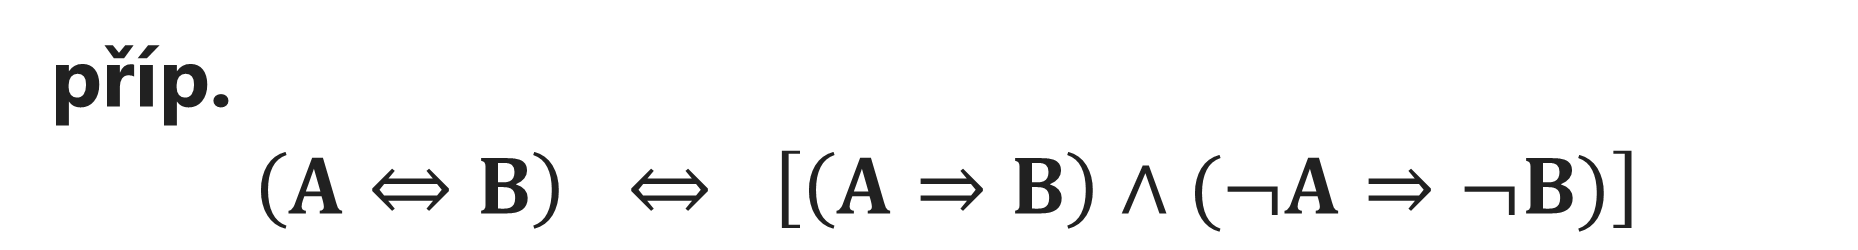 příp.
(A ⇔ B) ⇔ [(A ⇒ B) ∧ (¬A ⇒ ¬B)]